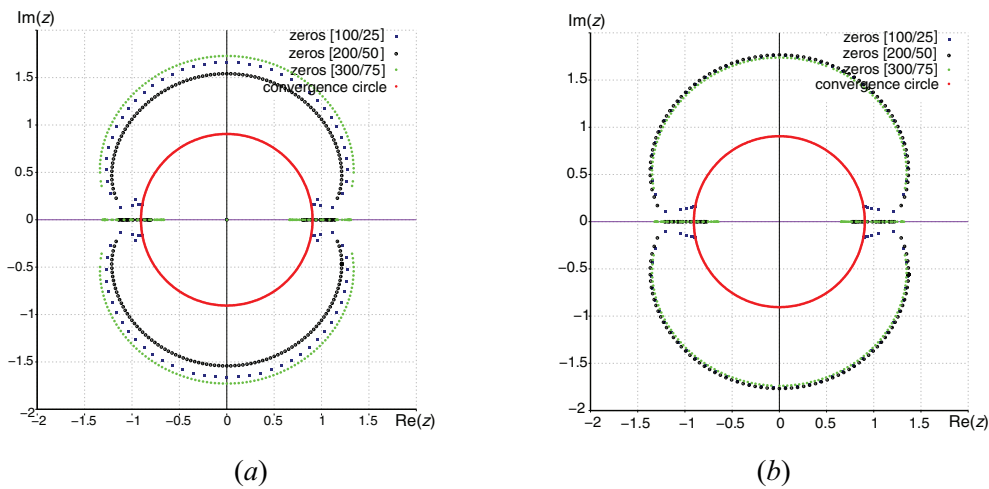 Im(z)
zeros [100/25]
zeros [200/50]
zeros [300/75]
convergence circle
1.5
1
0.5
0
−0.5
−1
−1.5
−2
−2 −1.5 −1 −0.5 0 0.5 1 1.5 Re(z)
(a)
Im(z)
zeros [100/25]
zeros [200/50]
zeros [300/75]
convergence circle
1.5
1
0.5
0
−0.5
−1
−1.5
−2
−2 −1.5 −1 −0.5 0 0.5 1 1.5 Re(z)
(b)